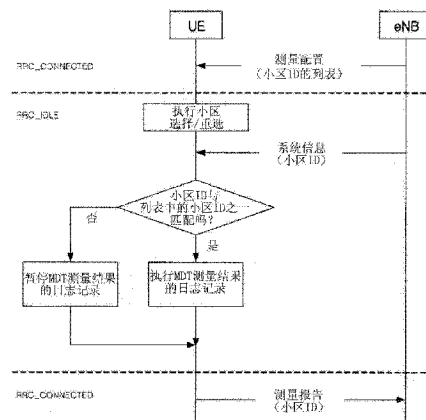 UE
eNB
测量配置
(小区ID的列表)
RRC_CONNECTED
RRC_IDLE
执行小区
选择/重选
系统信息
(小区ID)
小区ID与
列表中的小区ID之一
匹配吗?
否
是
暂停MDT测量结果
的日志记录
执行MDT测量结果
的日志记录
RRC_CONNECTED
测量报告
(小区ID)